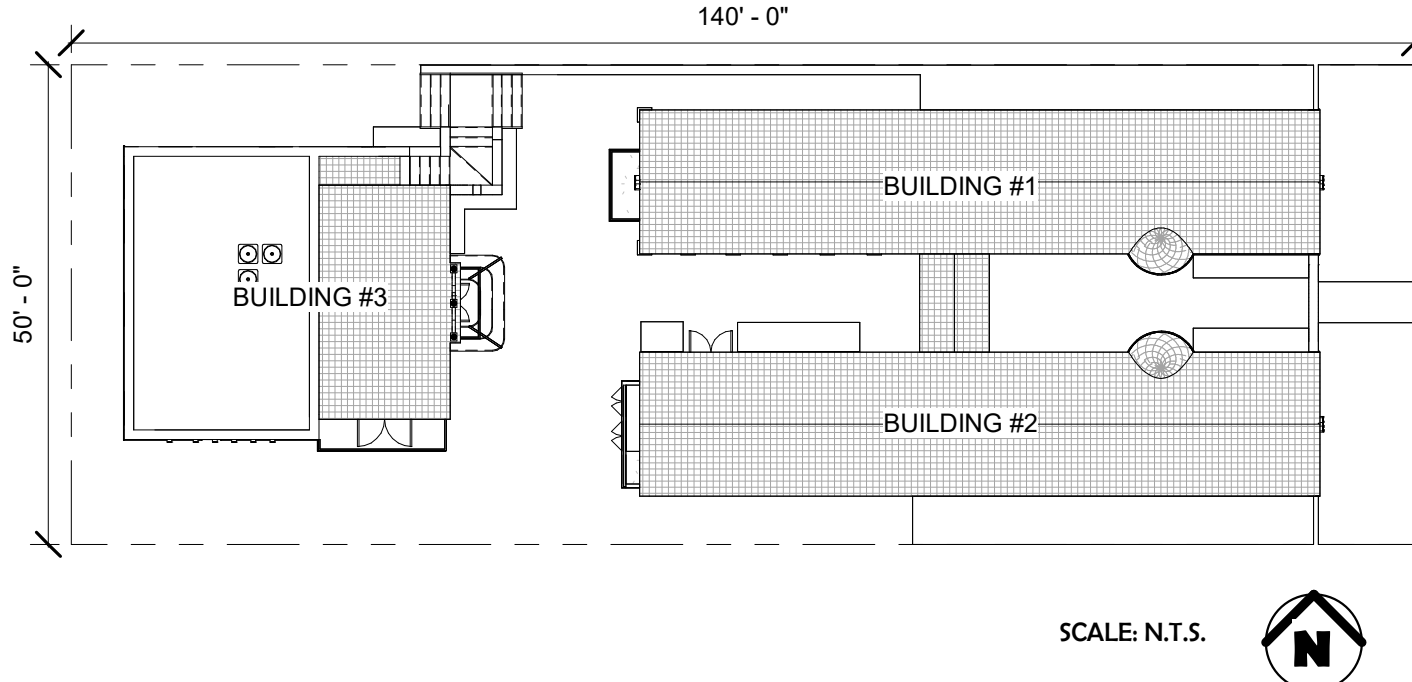 140' - 0"
BUILDING #1
50' - 0"
BUILDING #3
BUILDING #2
SCALE: N.T.S.
N